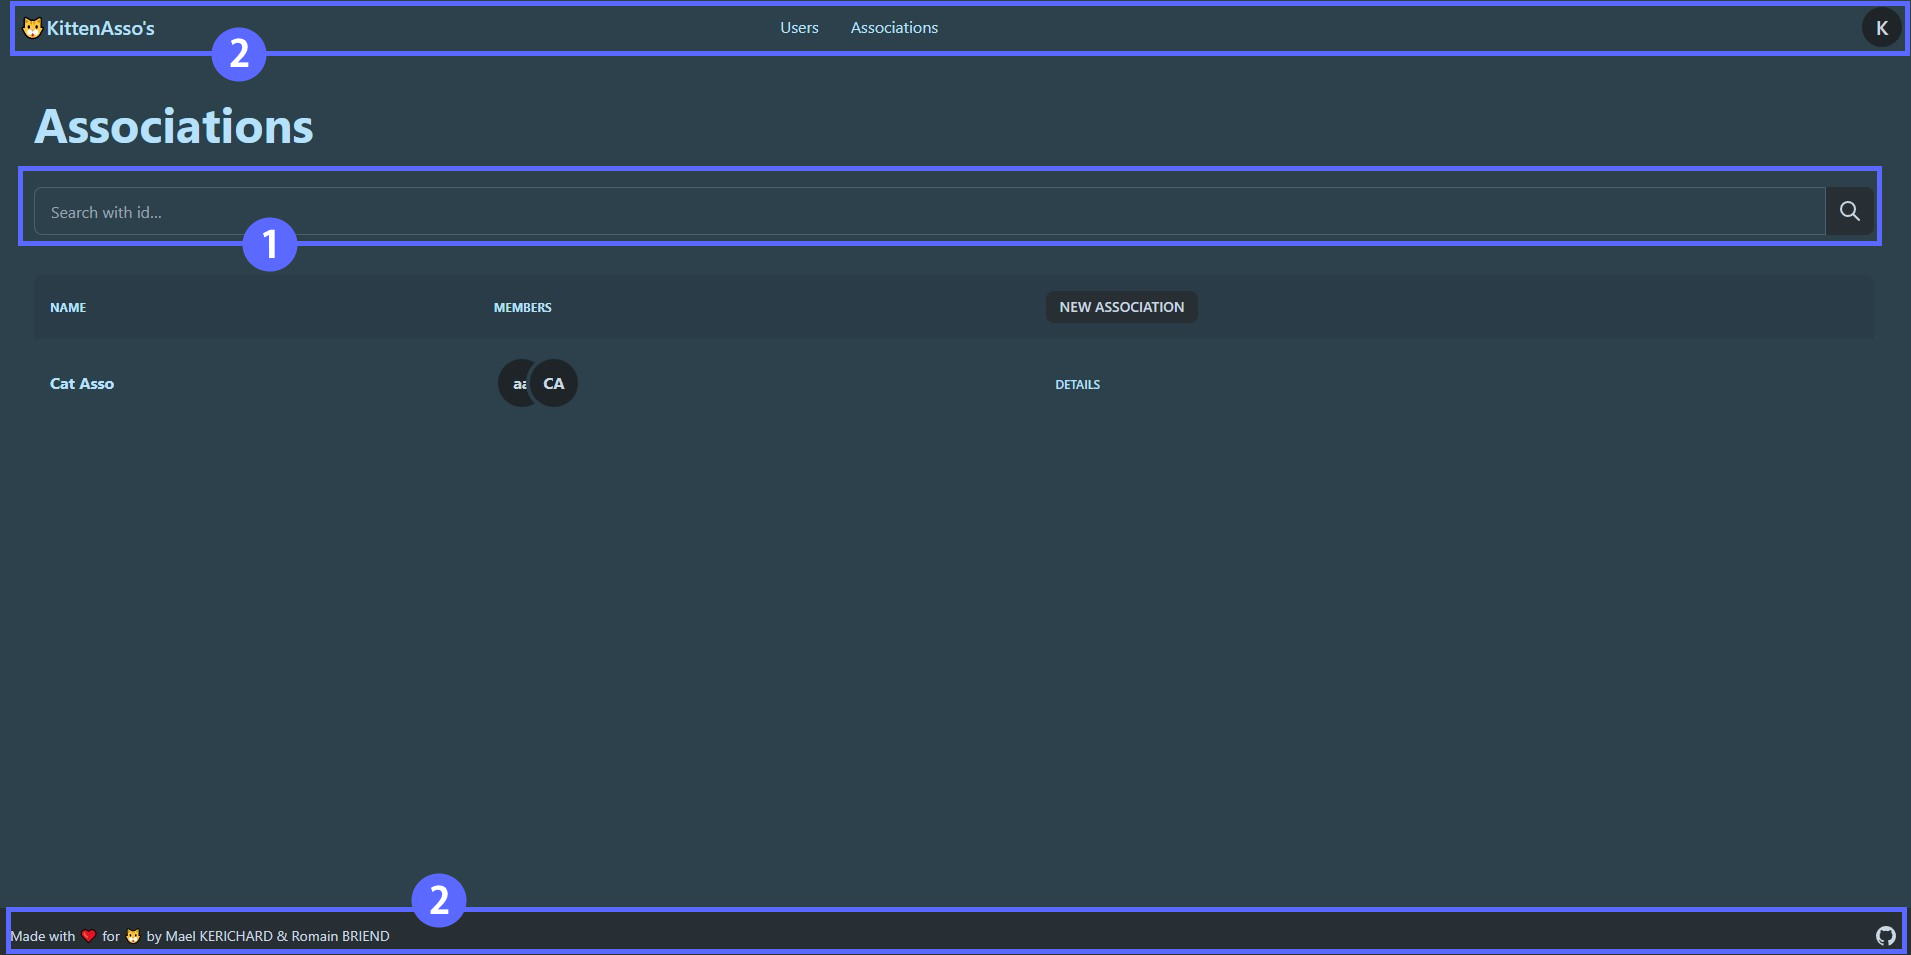 KittenAsso's Users Associations K
2
Associations
Search with id...
1
NAME MEMBERS NEW ASSOCIATION
Cat Asso aa CA DETAILS
2
Made with ❤️ for 🐱 by Mael KERICHARD & Romain BRIEND